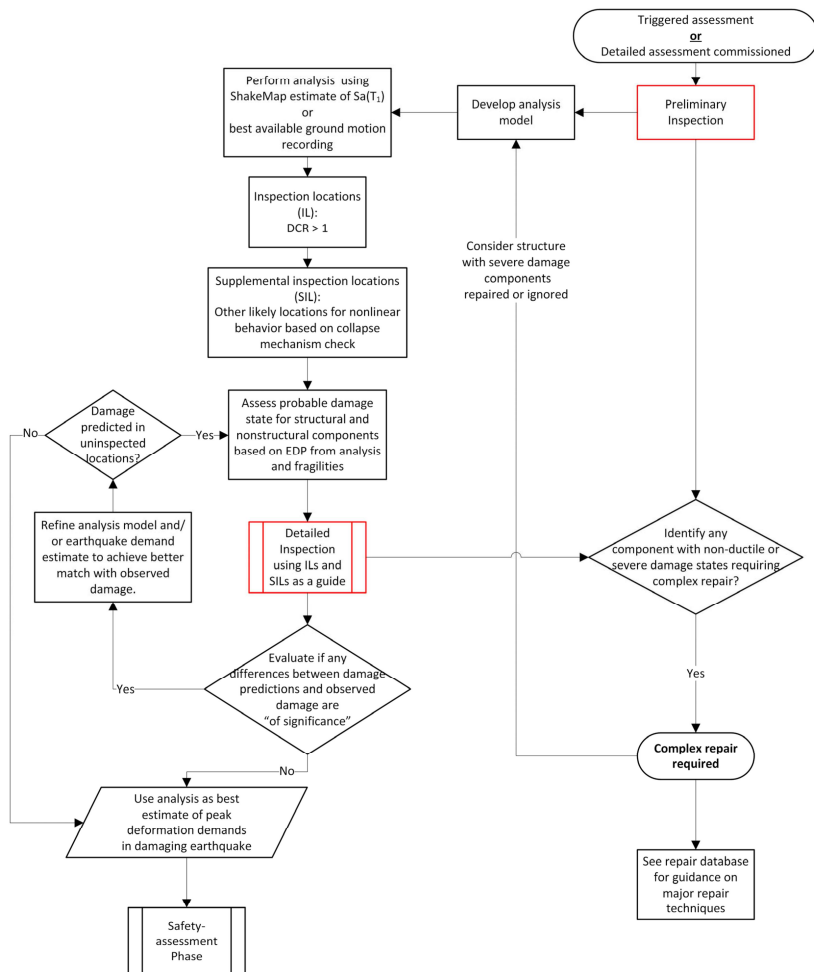 Triggered assessment
or
Detailed assessment commissioned
Preliminary
Inspection
Develop analysis
model
Perform analysis using
ShakeMap estimate of Sa(T₁)
or
best available ground motion
recording
Inspection locations
(IL):
DCR > 1
Consider structure
with severe damage
components
repaired or ignored
Supplemental inspection locations
(SIL):
Other likely locations for nonlinear
behavior based on collapse
mechanism check
No
Damage
predicted in
uninspected
locations?
Yes
Assess probable damage
state for structural and
nonstructural components
based on EDP from analysis
and fragilities
Refine analysis model and/
or earthquake demand
estimate to achieve better
match with observed
damage.
Detailed
Inspection
using ILs and
SILs as a guide
Identify any
component with non-ductile or
severe damage states requiring
complex repair?
Yes
Evaluate if any
differences between damage
predictions and observed
damage are
“of significance”
Yes
No
Complex repair
required
Use analysis as best
estimate of peak
deformation demands
in damaging earthquake
See repair database
for guidance on
major repair
techniques
Safety-
assessment
Phase